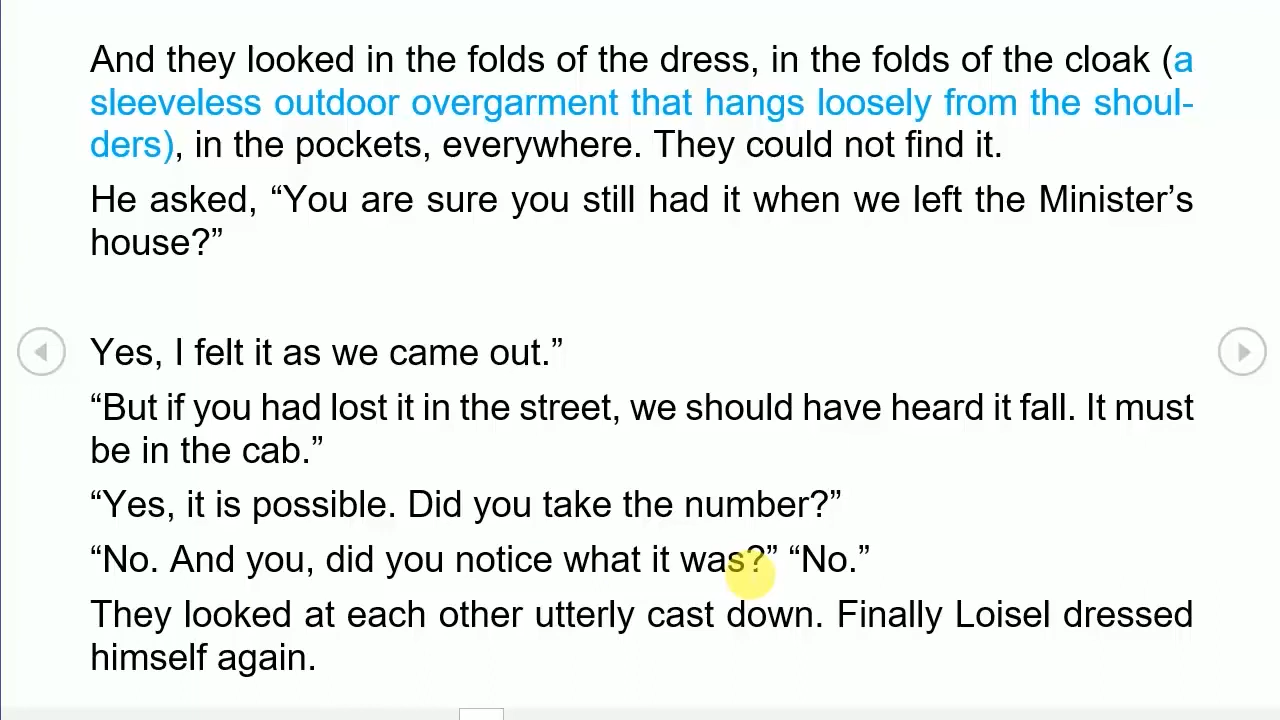 And they looked in the folds of the dress, in the folds of the cloak (a
sleeveless outdoor overgarment that hangs loosely from the shoul-
ders), in the pockets, everywhere. They could not find it.
He asked, “You are sure you still had it when we left the Minister’s
house?”
Yes, I felt it as we came out.”
“But if you had lost it in the street, we should have heard it fall. It must
be in the cab.”
“Yes, it is possible. Did you take the number?”
“No. And you, did you notice what it was?” “No.”
They looked at each other utterly cast down. Finally Loisel dressed
himself again.